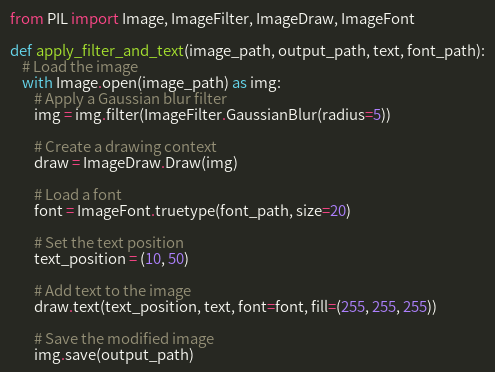 from PIL import Image, ImageFilter, ImageDraw, ImageFont

def apply_filter_and_text(image_path, output_path, text, font_path):
    # Load the image
    with Image.open(image_path) as img:
        # Apply a Gaussian blur filter
        img = img.filter(ImageFilter.GaussianBlur(radius=5))

        # Create a drawing context
        draw = ImageDraw.Draw(img)

        # Load a font
        font = ImageFont.truetype(font_path, size=20)

        # Set the text position
        text_position = (10, 50)

        # Add text to the image
        draw.text(text_position, text, font=font, fill=(255, 255, 255))

        # Save the modified image
        img.save(output_path)